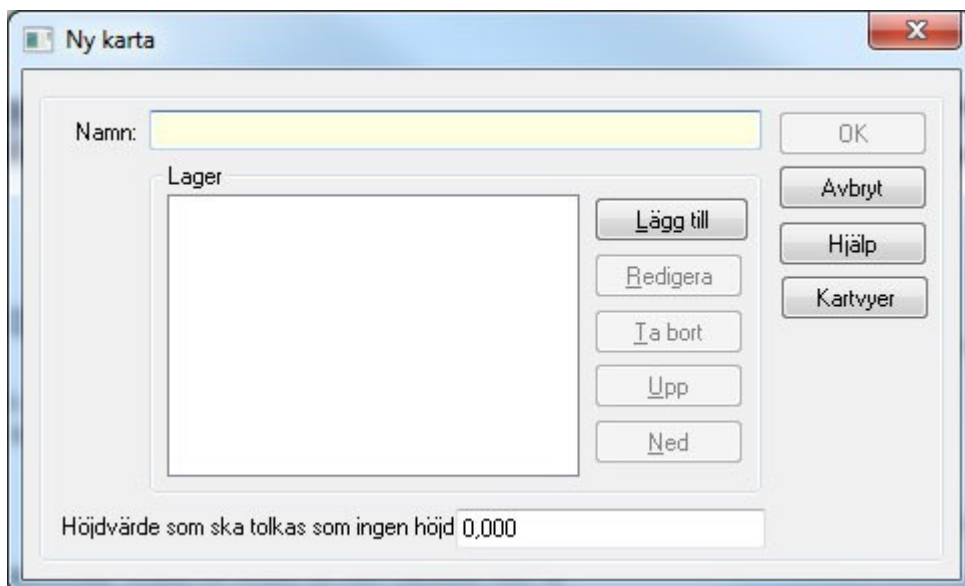 Ny karta
Namn:
OK
Lager
Avbryt
Lägg till
Hjälp
Redigera
Kartvyer
Ta bort
Upp
Ned
Höjdvärde som ska tolkas som ingen höjd 0,000